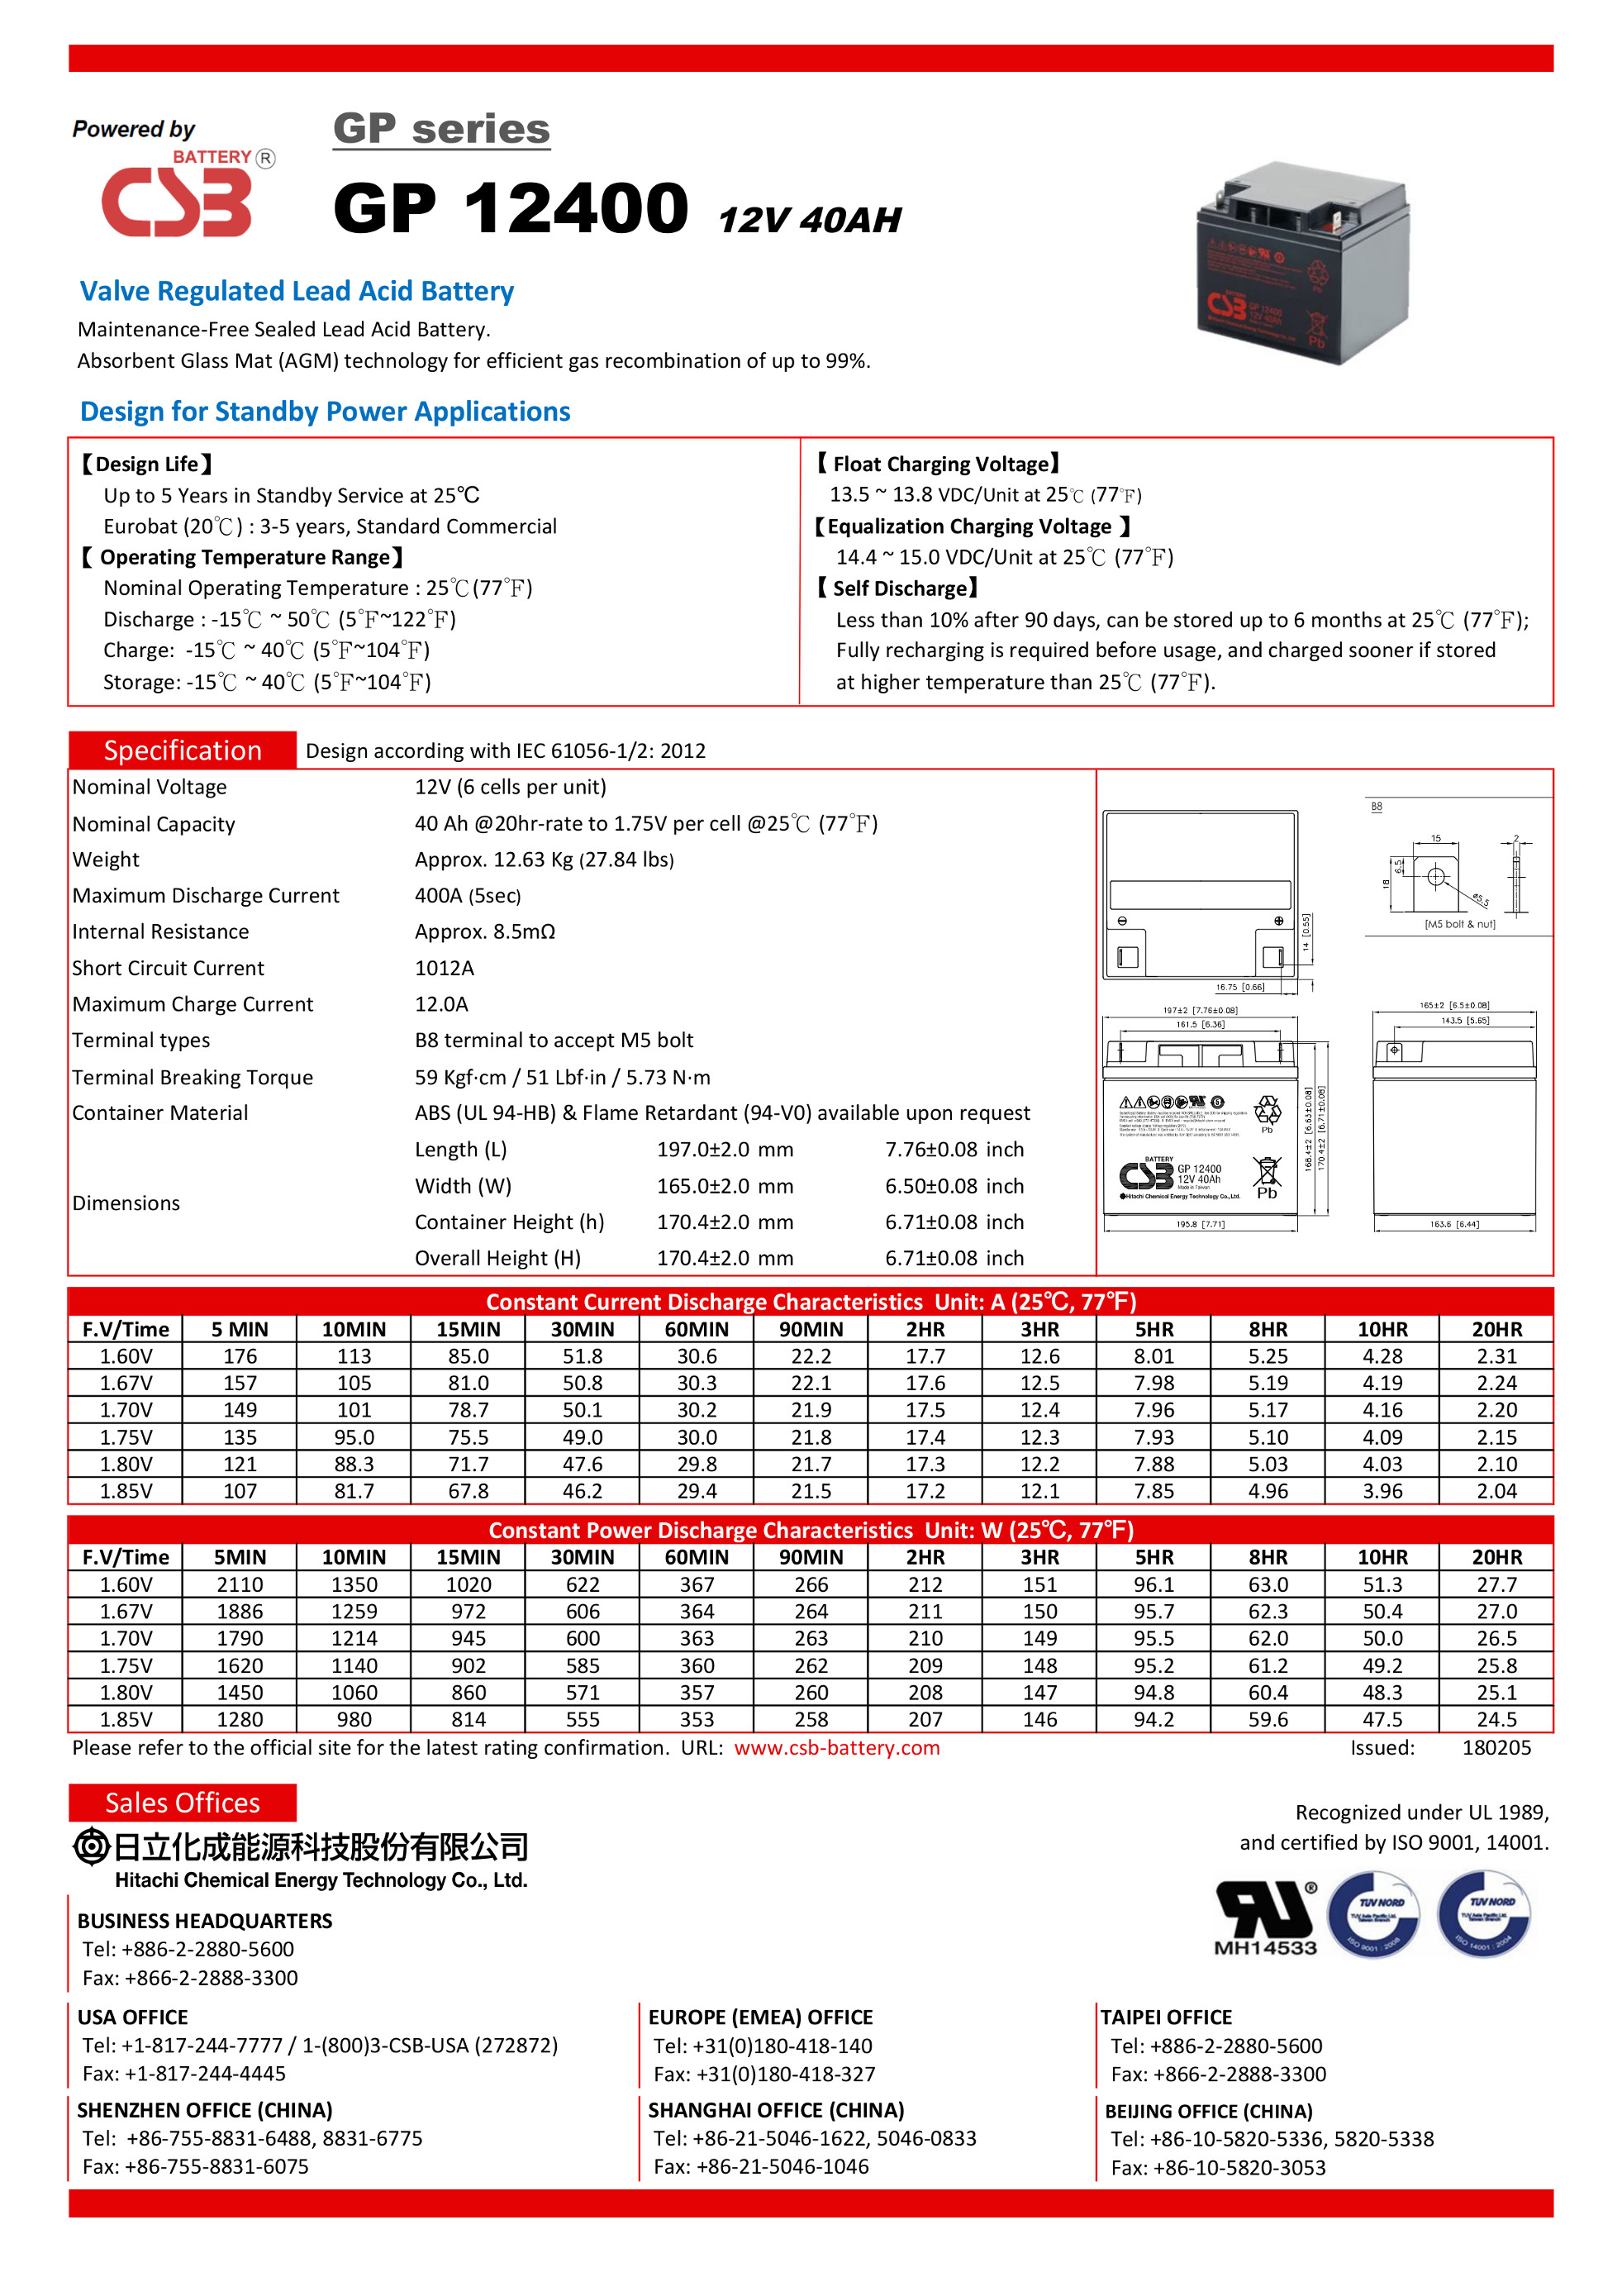 Powered by
BATTERY ®
CSB
GP series
GP 12400 12V 40AH
Valve Regulated Lead Acid Battery
Maintenance-Free Sealed Lead Acid Battery.
Absorbent Glass Mat (AGM) technology for efficient gas recombination of up to 99%.
Design for Standby Power Applications
【Design Life】
Up to 5 Years in Standby Service at 25℃
Eurobat (20℃) : 3-5 years, Standard Commercial
【 Operating Temperature Range】
Nominal Operating Temperature : 25℃(77℉)
Discharge : -15℃ ~ 50℃ (5℉~122℉)
Charge: -15℃ ~ 40℃ (5℉~104℉)
Storage: -15℃ ~ 40℃ (5℉~104℉)
【 Float Charging Voltage】
13.5 ~ 13.8 VDC/Unit at 25℃ (77℉)
【Equalization Charging Voltage 】
14.4 ~ 15.0 VDC/Unit at 25℃ (77℉)
【 Self Discharge】
Less than 10% after 90 days, can be stored up to 6 months at 25℃ (77℉);
Fully recharging is required before usage, and charged sooner if stored
at higher temperature than 25℃ (77℉).
Specification Design according with IEC 61056-1/2: 2012
Nominal Voltage 12V (6 cells per unit)
Nominal Capacity 40 Ah @20hr-rate to 1.75V per cell @25℃ (77℉)
Weight Approx. 12.63 Kg (27.84 lbs)
Maximum Discharge Current 400A (5sec)
Internal Resistance Approx. 8.5mΩ
Short Circuit Current 1012A
Maximum Charge Current 12.0A
Terminal types B8 terminal to accept M5 bolt
Terminal Breaking Torque 59 Kgf·cm / 51 Lbf·in / 5.73 N·m
Container Material ABS (UL 94-HB) & Flame Retardant (94-V0) available upon request
Dimensions
Length (L) 197.0±2.0 mm 7.76±0.08 inch
Width (W) 165.0±2.0 mm 6.50±0.08 inch
Container Height (h) 170.4±2.0 mm 6.71±0.08 inch
Overall Height (H) 170.4±2.0 mm 6.71±0.08 inch
B8
15
2
6.5
18
ø5.5
[M5 bolt & nut]
14 [0.55]
16.75 [0.66]
197±2 [7.76±0.08]
161.5 [6.36]
165±2 [6.5±0.08]
143.5 [5.65]
168.4±2 [6.63±0.08]
170.4±2 [6.71±0.08]
Pb
BATTERY
CSB GP 12400
12V 40Ah
Made in Taiwan
Hitachi Chemical Energy Technology Co.,Ltd.
Pb
195.8 [7.71]
163.6 [6.44]
Constant Current Discharge Characteristics Unit: A (25℃, 77℉)
F.V/Time 5 MIN 10MIN 15MIN 30MIN 60MIN 90MIN 2HR 3HR 5HR 8HR 10HR 20HR
1.60V 176 113 85.0 51.8 30.6 22.2 17.7 12.6 8.01 5.25 4.28 2.31
1.67V 157 105 81.0 50.8 30.3 22.1 17.6 12.5 7.98 5.19 4.19 2.24
1.70V 149 101 78.7 50.1 30.2 21.9 17.5 12.4 7.96 5.17 4.16 2.20
1.75V 135 95.0 75.5 49.0 30.0 21.8 17.4 12.3 7.93 5.10 4.09 2.15
1.80V 121 88.3 71.7 47.6 29.8 21.7 17.3 12.2 7.88 5.03 4.03 2.10
1.85V 107 81.7 67.8 46.2 29.4 21.5 17.2 12.1 7.85 4.96 3.96 2.04
Constant Power Discharge Characteristics Unit: W (25℃, 77℉)
F.V/Time 5MIN 10MIN 15MIN 30MIN 60MIN 90MIN 2HR 3HR 5HR 8HR 10HR 20HR
1.60V 2110 1350 1020 622 367 266 212 151 96.1 63.0 51.3 27.7
1.67V 1886 1259 972 606 364 264 211 150 95.7 62.3 50.4 27.0
1.70V 1790 1214 945 600 363 263 210 149 95.5 62.0 50.0 26.5
1.75V 1620 1140 902 585 360 262 209 148 95.2 61.2 49.2 25.8
1.80V 1450 1060 860 571 357 260 208 147 94.8 60.4 48.3 25.1
1.85V 1280 980 814 555 353 258 207 146 94.2 59.6 47.5 24.5
Please refer to the official site for the latest rating confirmation. URL: www.csb-battery.com Issued: 180205
Sales Offices
日立化成能源科技股份有限公司
Hitachi Chemical Energy Technology Co., Ltd.
Recognized under UL 1989,
and certified by ISO 9001, 14001.
MH14533
TUV NORD
TUV Asia Pacific Ltd.
Taiwan Branch
ISO 9001 : 2008
TUV NORD
TUV Asia Pacific Ltd.
Taiwan Branch
ISO 14001 : 2004
BUSINESS HEADQUARTERS
Tel: +886-2-2880-5600
Fax: +866-2-2888-3300
USA OFFICE
Tel: +1-817-244-7777 / 1-(800)3-CSB-USA (272872)
Fax: +1-817-244-4445
EUROPE (EMEA) OFFICE
Tel: +31(0)180-418-140
Fax: +31(0)180-418-327
TAIPEI OFFICE
Tel: +886-2-2880-5600
Fax: +866-2-2888-3300
SHENZHEN OFFICE (CHINA)
Tel: +86-755-8831-6488, 8831-6775
Fax: +86-755-8831-6075
SHANGHAI OFFICE (CHINA)
Tel: +86-21-5046-1622, 5046-0833
Fax: +86-21-5046-1046
BEIJING OFFICE (CHINA)
Tel: +86-10-5820-5336, 5820-5338
Fax: +86-10-5820-3053